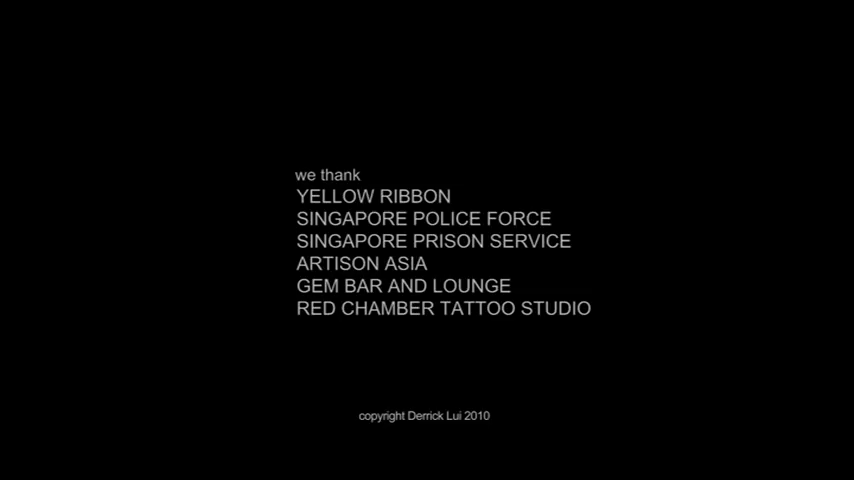 we thank
YELLOW RIBBON
SINGAPORE POLICE FORCE
SINGAPORE PRISON SERVICE
ARTISON ASIA
GEM BAR AND LOUNGE
RED CHAMBER TATTOO STUDIO
copyright Derrick Lui 2010